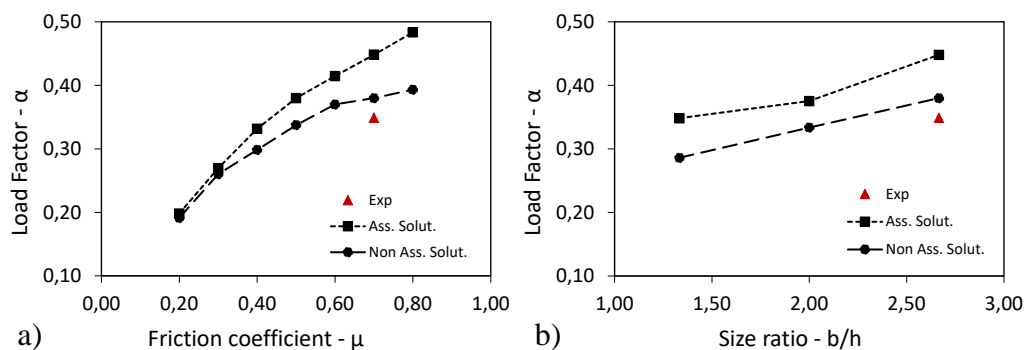 0,50
0,40
0,30
0,20
0,10
Load Factor - α
Exp
Ass. Solut.
Non Ass. Solut.
0,00 0,20 0,40 0,60 0,80 1,00
a) Friction coefficient - μ
0,50
0,40
0,30
0,20
0,10
Load Factor - α
Exp
Ass. Solut.
Non Ass. Solut.
1,00 1,50 2,00 2,50 3,00
b) Size ratio - b/h